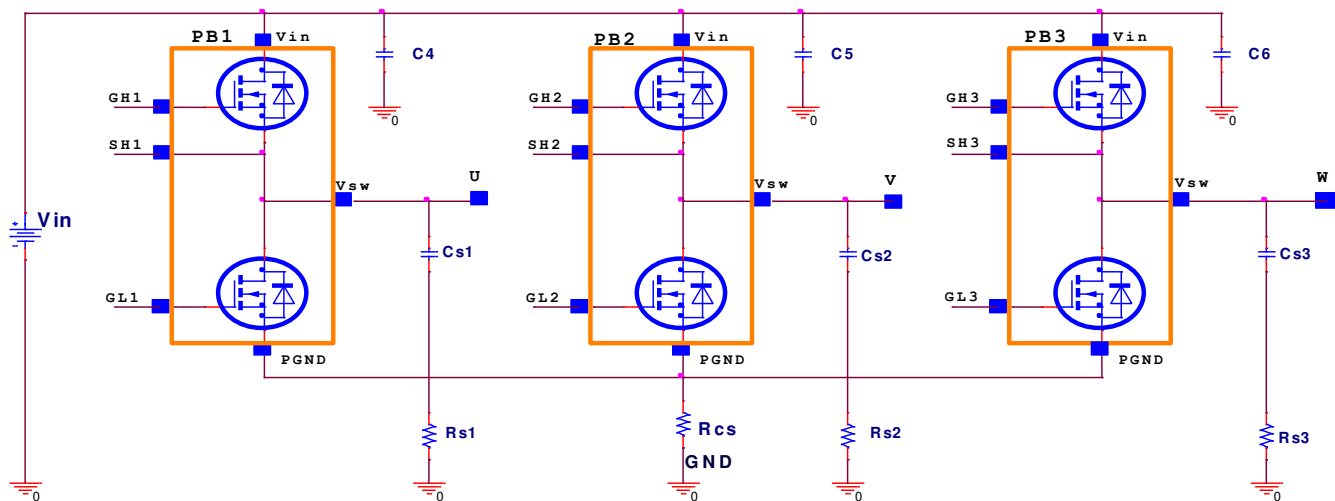 PB1 Vin C4 PB2 Vin C5 PB3 Vin C6
0 0 0
GH1 GH2 GH3
SH1 SH2 SH3
Vsw U Vsw V Vsw W
Vin
Cs1 Cs2 Cs3
GL1 GL2 GL3
PGND PGND PGND
Rs1 Rcs Rs2 Rs3
GND
0 0 0 0 0